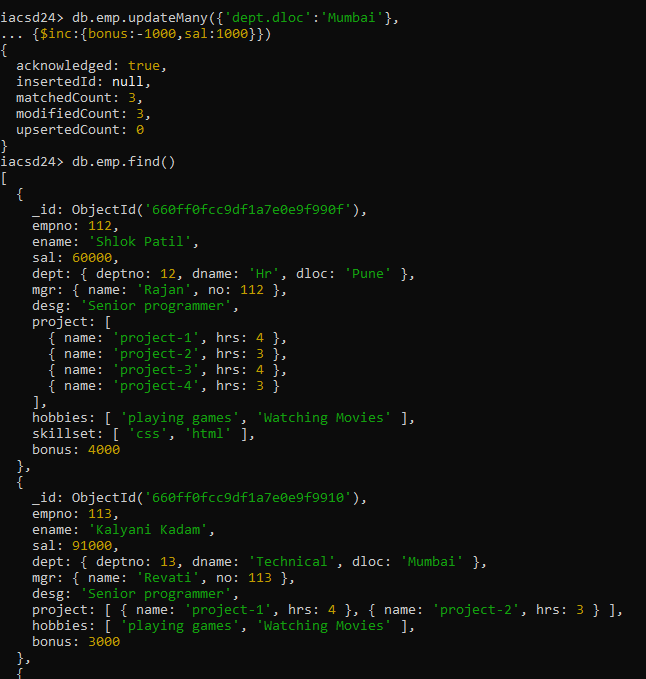 iacsd24> db.emp.updateMany({'dept.dloc':'Mumbai'},
... {$inc:{bonus:-1000,sal:1000}})
{
  acknowledged: true,
  insertedId: null,
  matchedCount: 3,
  modifiedCount: 3,
  upsertedCount: 0
}
iacsd24> db.emp.find()
[
  {
    _id: ObjectId('660ff0fcc9df1a7e0e9f990f'),
    empno: 112,
    ename: 'Shlok Patil',
    sal: 60000,
    dept: { deptno: 12, dname: 'Hr', dloc: 'Pune' },
    mgr: { name: 'Rajan', no: 112 },
    desg: 'Senior programmer',
    project: [
      { name: 'project-1', hrs: 4 },
      { name: 'project-2', hrs: 3 },
      { name: 'project-3', hrs: 4 },
      { name: 'project-4', hrs: 3 }
    ],
    hobbies: [ 'playing games', 'Watching Movies' ],
    skillset: [ 'css', 'html' ],
    bonus: 4000
  },
  {
    _id: ObjectId('660ff0fcc9df1a7e0e9f9910'),
    empno: 113,
    ename: 'Kalyani Kadam',
    sal: 91000,
    dept: { deptno: 13, dname: 'Technical', dloc: 'Mumbai' },
    mgr: { name: 'Revati', no: 113 },
    desg: 'Senior programmer',
    project: [ { name: 'project-1', hrs: 4 }, { name: 'project-2', hrs: 3 } ],
    hobbies: [ 'playing games', 'Watching Movies' ],
    bonus: 3000
  },
  {